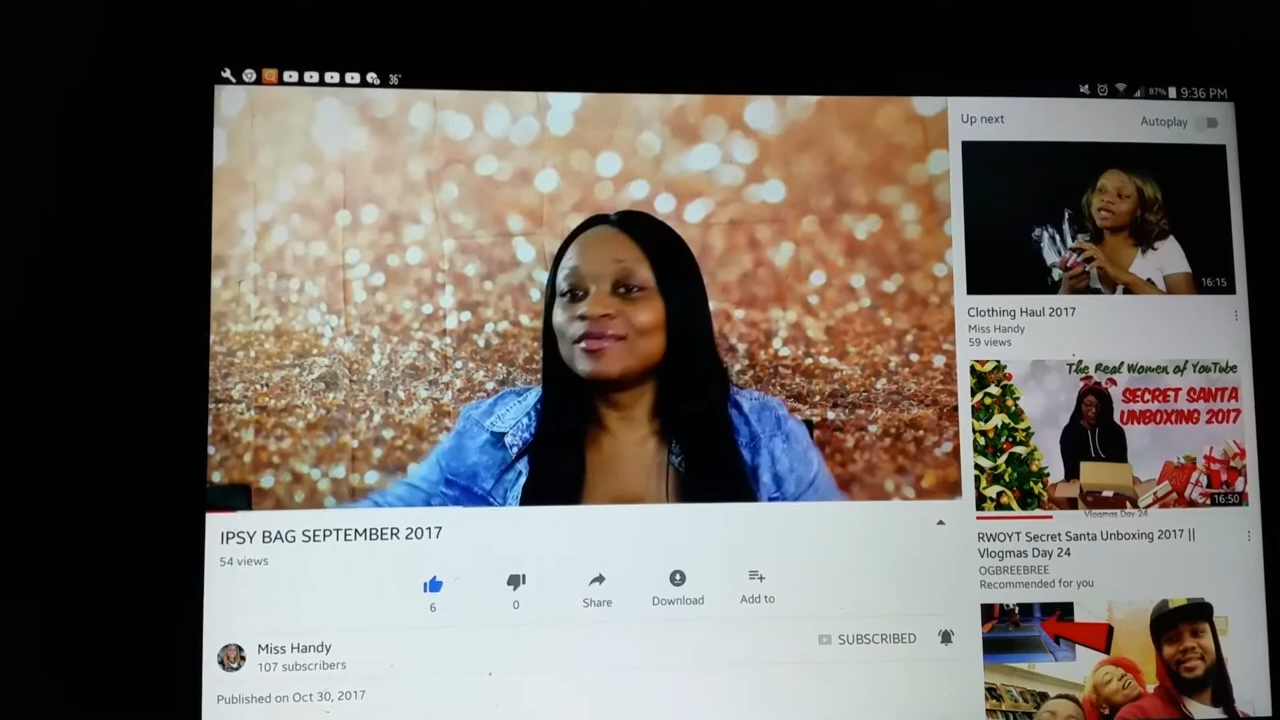 36°
87% 9:36 PM
Up next
Autoplay
16:15
Clothing Haul 2017
Miss Handy
59 views
The Real Women of YouTube
SECRET SANTA
UNBOXING 2017
16:50
Vlogmas Day 24
RWOYT Secret Santa Unboxing 2017 ||
Vlogmas Day 24
OGBREEBREE
Recommended for you
IPSY BAG SEPTEMBER 2017
54 views
6
0
Share
Download
Add to
Miss Handy
107 subscribers
SUBSCRIBED
Published on Oct 30, 2017